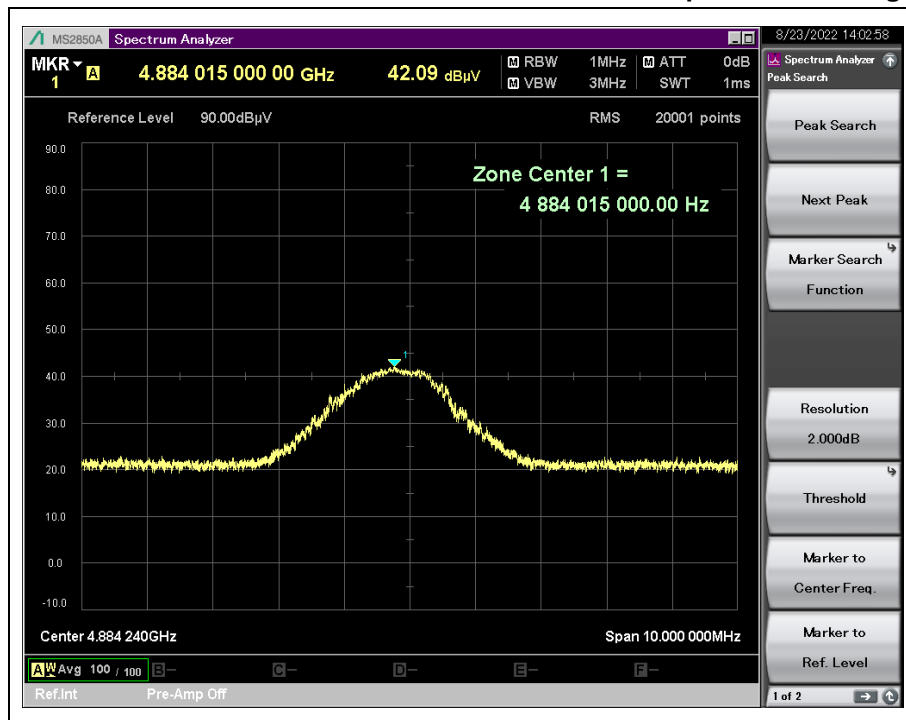 MS2850A Spectrum Analyzer
8/23/2022 14:02:58
MKR 1 A 4.884 015 000 00 GHz 42.09 dBµV
M RBW 1MHz M ATT 0dB
M VBW 3MHz SWT 1ms
Reference Level 90.00dBµV RMS 20001 points
90.0
80.0
70.0
60.0
50.0
40.0
30.0
20.0
10.0
0.0
-10.0
Zone Center 1 =
4 884 015 000.00 Hz
1
Center 4.884 240GHz Span 10.000 000MHz
A W Avg 100 / 100 B- C- D- E- F-
Ref.Int Pre-Amp Off
Spectrum Analyzer
Peak Search
Peak Search
Next Peak
Marker Search
Function
Resolution
2.000dB
Threshold
Marker to
Center Freq.
Marker to
Ref. Level
1 of 2